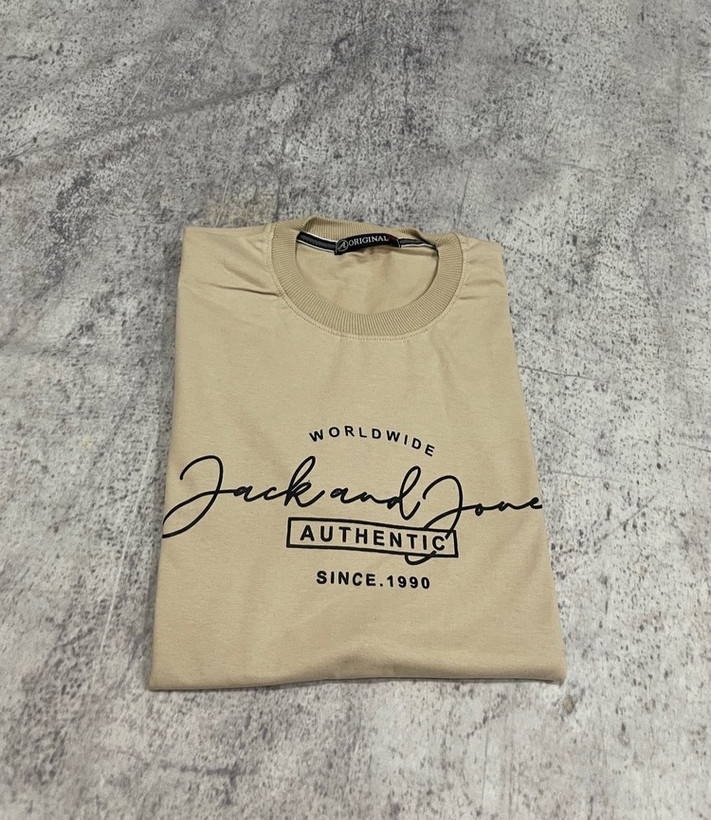 ORIGINAL
WORLDWIDE
Jack and Jone
AUTHENTIC
SINCE.1990